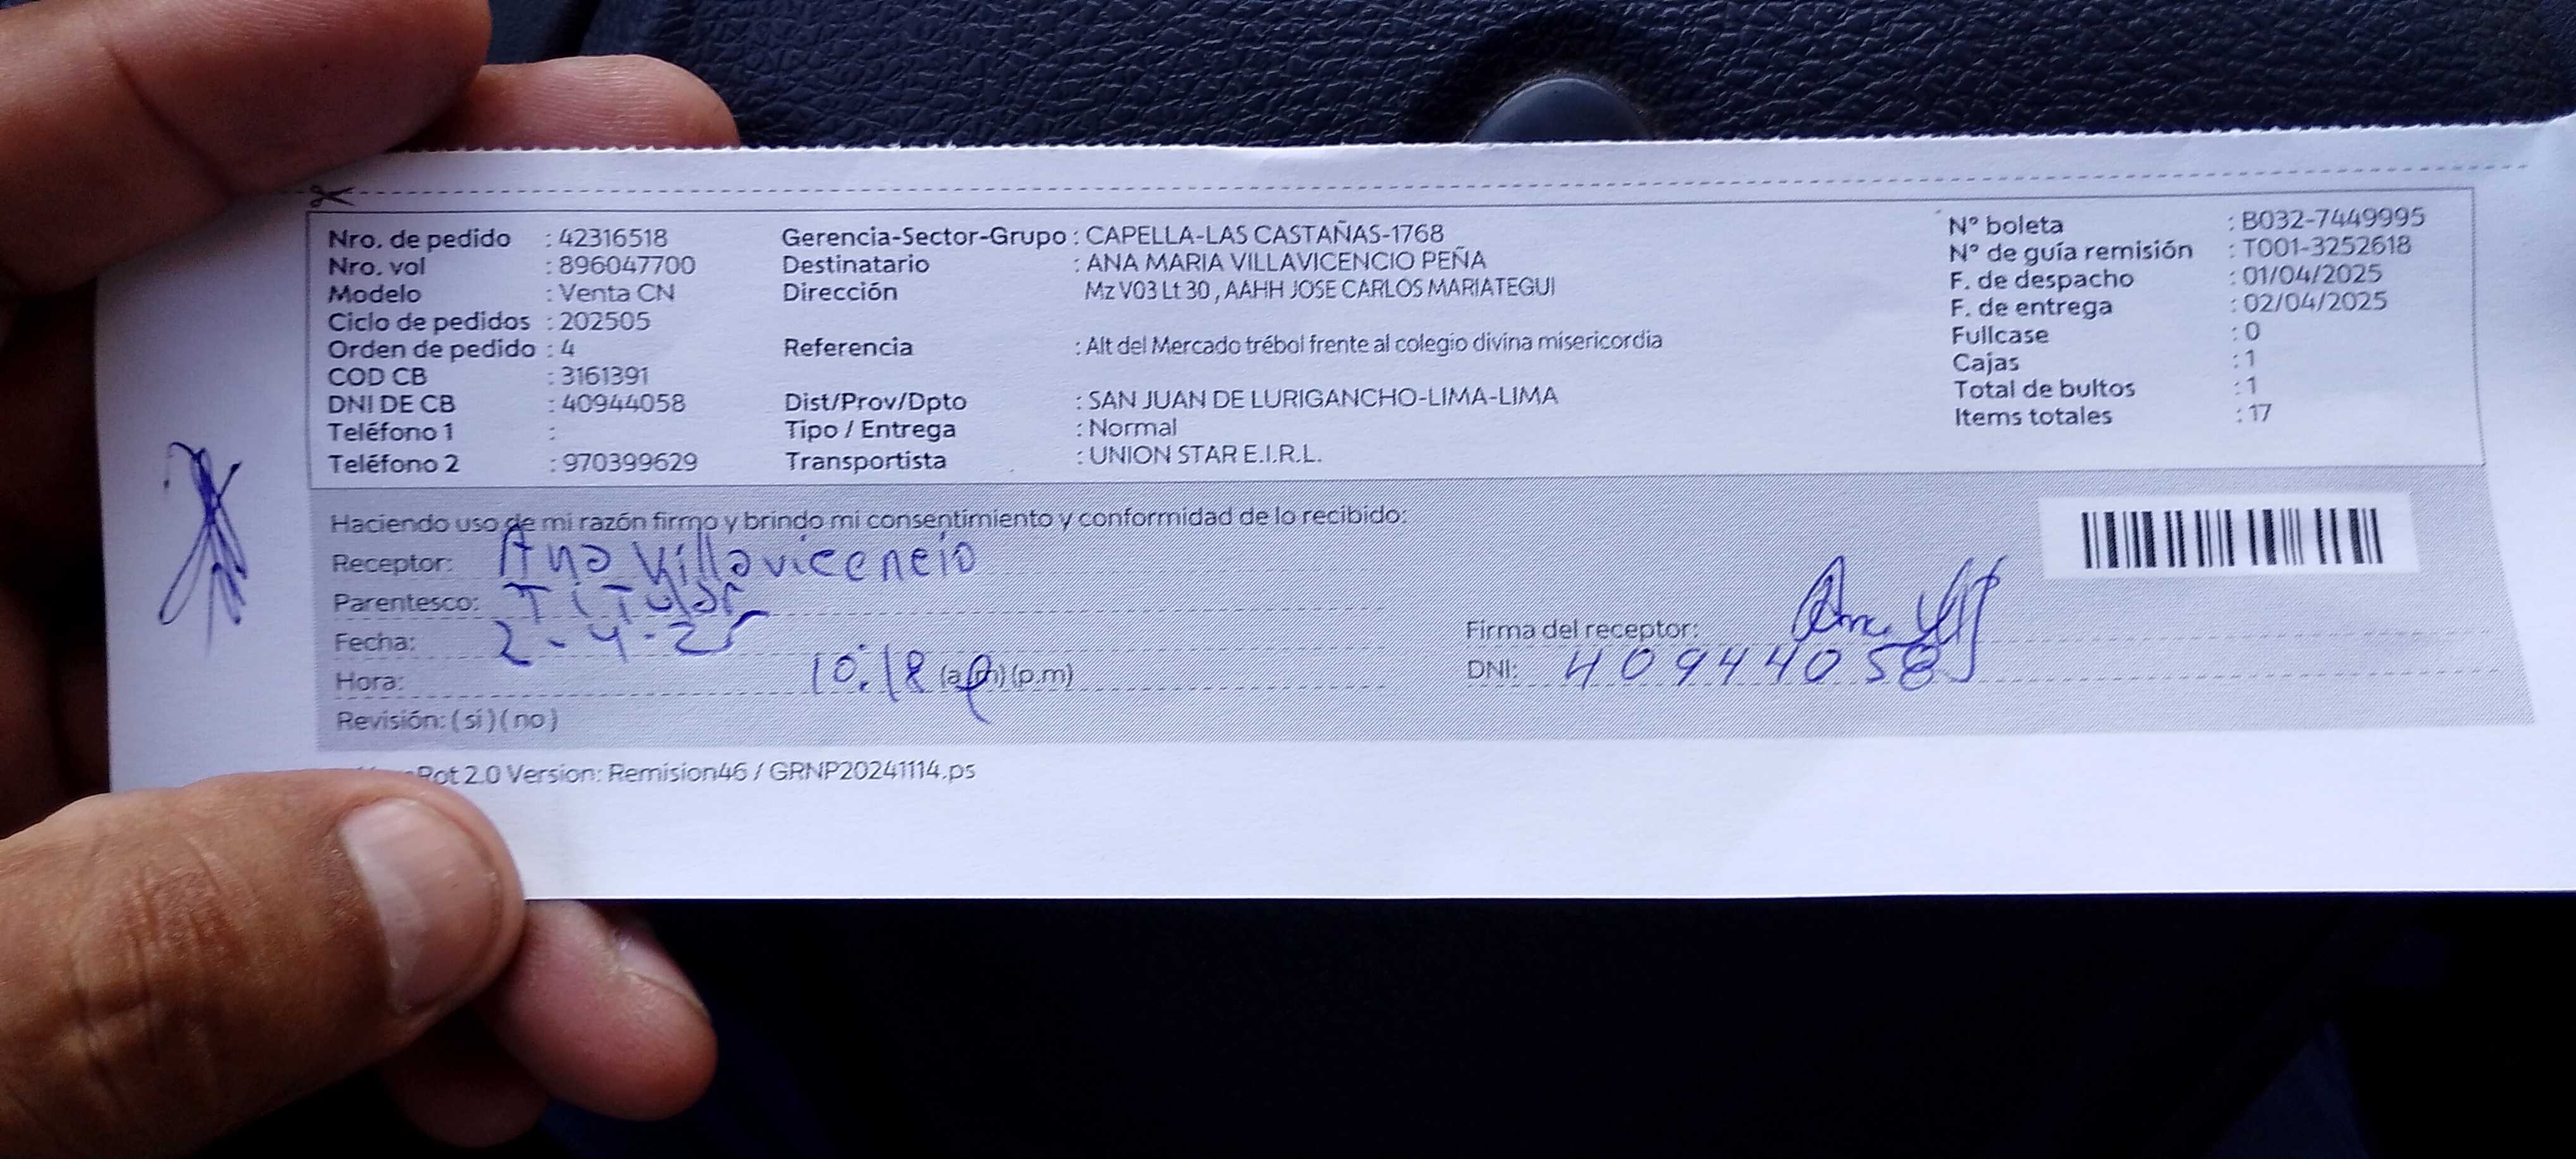 Nro. de pedido : 42316518
Nro. vol : 896047700
Modelo : Venta CN
Ciclo de pedidos : 202505
Orden de pedido : 4
COD CB : 3161391
DNI DE CB : 40944058
Teléfono 1 :
Teléfono 2 : 970399629
Gerencia-Sector-Grupo : CAPELLA-LAS CASTAÑAS-1768
Destinatario : ANA MARIA VILLAVICENCIO PEÑA
Dirección Mz V03 Lt 30 , AAHH JOSE CARLOS MARIATEGUI
Referencia : Alt del Mercado trébol frente al colegio divina misericordia
Dist/Prov/Dpto : SAN JUAN DE LURIGANCHO-LIMA-LIMA
Tipo / Entrega : Normal
Transportista : UNION STAR E.I.R.L.
N° boleta : B032-7449995
N° de guía remisión : T001-3252618
F. de despacho : 01/04/2025
F. de entrega : 02/04/2025
Fullcase : 0
Cajas : 1
Total de bultos : 1
Items totales : 17
Haciendo uso de mi razón firmo y brindo mi consentimiento y conformidad de lo recibido:
Receptor: Ana Villavicencio
Parentesco: TiTular
Fecha: 2-4-25
Hora: 10:18 (a.m) (p.m)
Revisión: ( sí ) ( no )
Firma del receptor:
DNI: 40944058
Rot 2.0 Version: Remision46 / GRNP20241114.ps